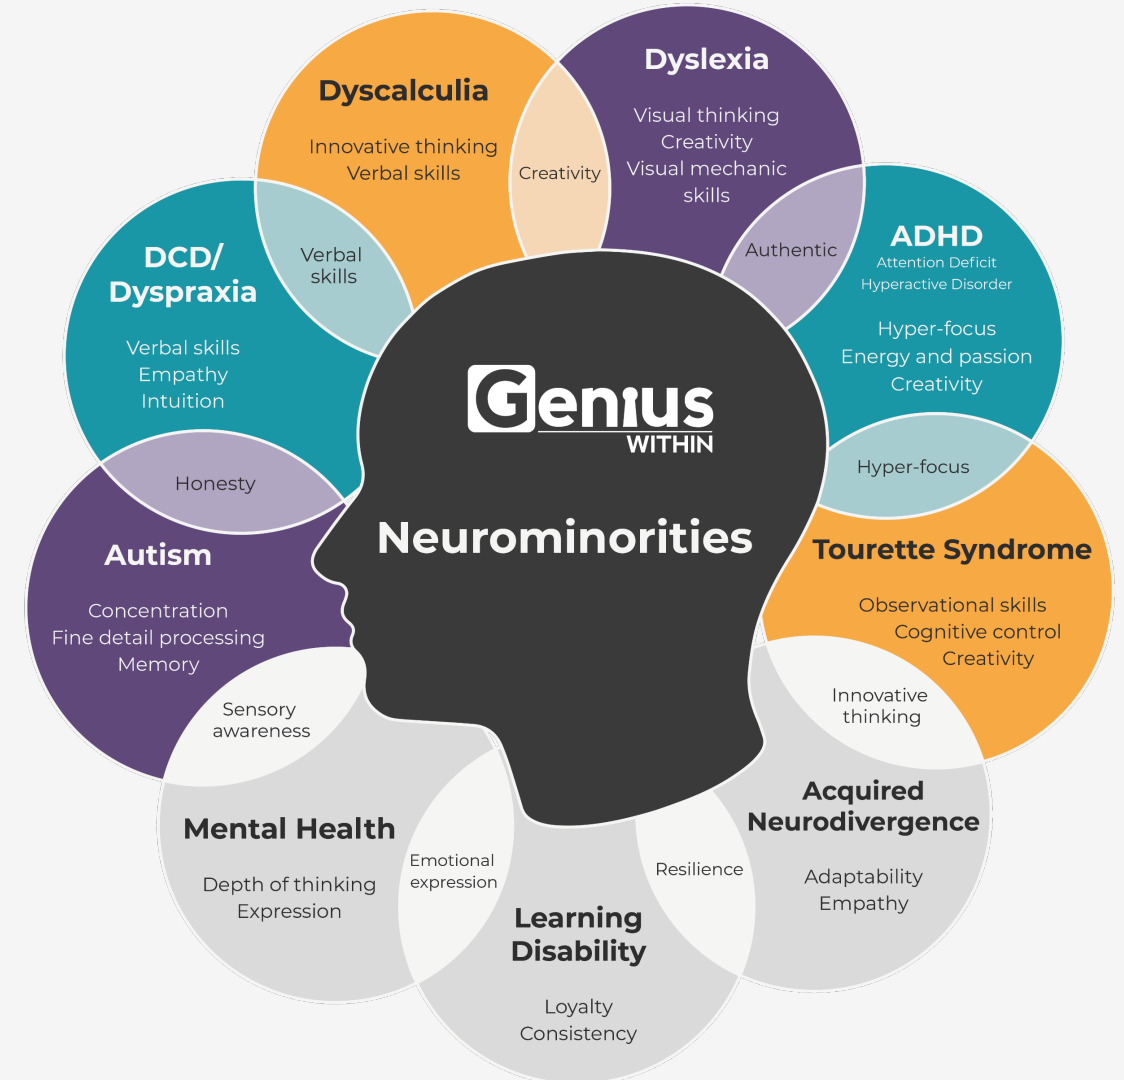 Dyscalculia
Innovative thinking
Verbal skills
Creativity
Dyslexia
Visual thinking
Creativity
Visual mechanic
skills
Authentic
ADHD
Attention Deficit
Hyperactive Disorder
Hyper-focus
Energy and passion
Creativity
Hyper-focus
Tourette Syndrome
Observational skills
Cognitive control
Creativity
Innovative
thinking
Acquired
Neurodivergence
Adaptability
Empathy
Resilience
Learning
Disability
Loyalty
Consistency
Emotional
expression
Mental Health
Depth of thinking
Expression
Sensory
awareness
Autism
Concentration
Fine detail processing
Memory
Honesty
DCD/
Dyspraxia
Verbal skills
Empathy
Intuition
Verbal
skills
Genius
WITHIN
Neurominorities